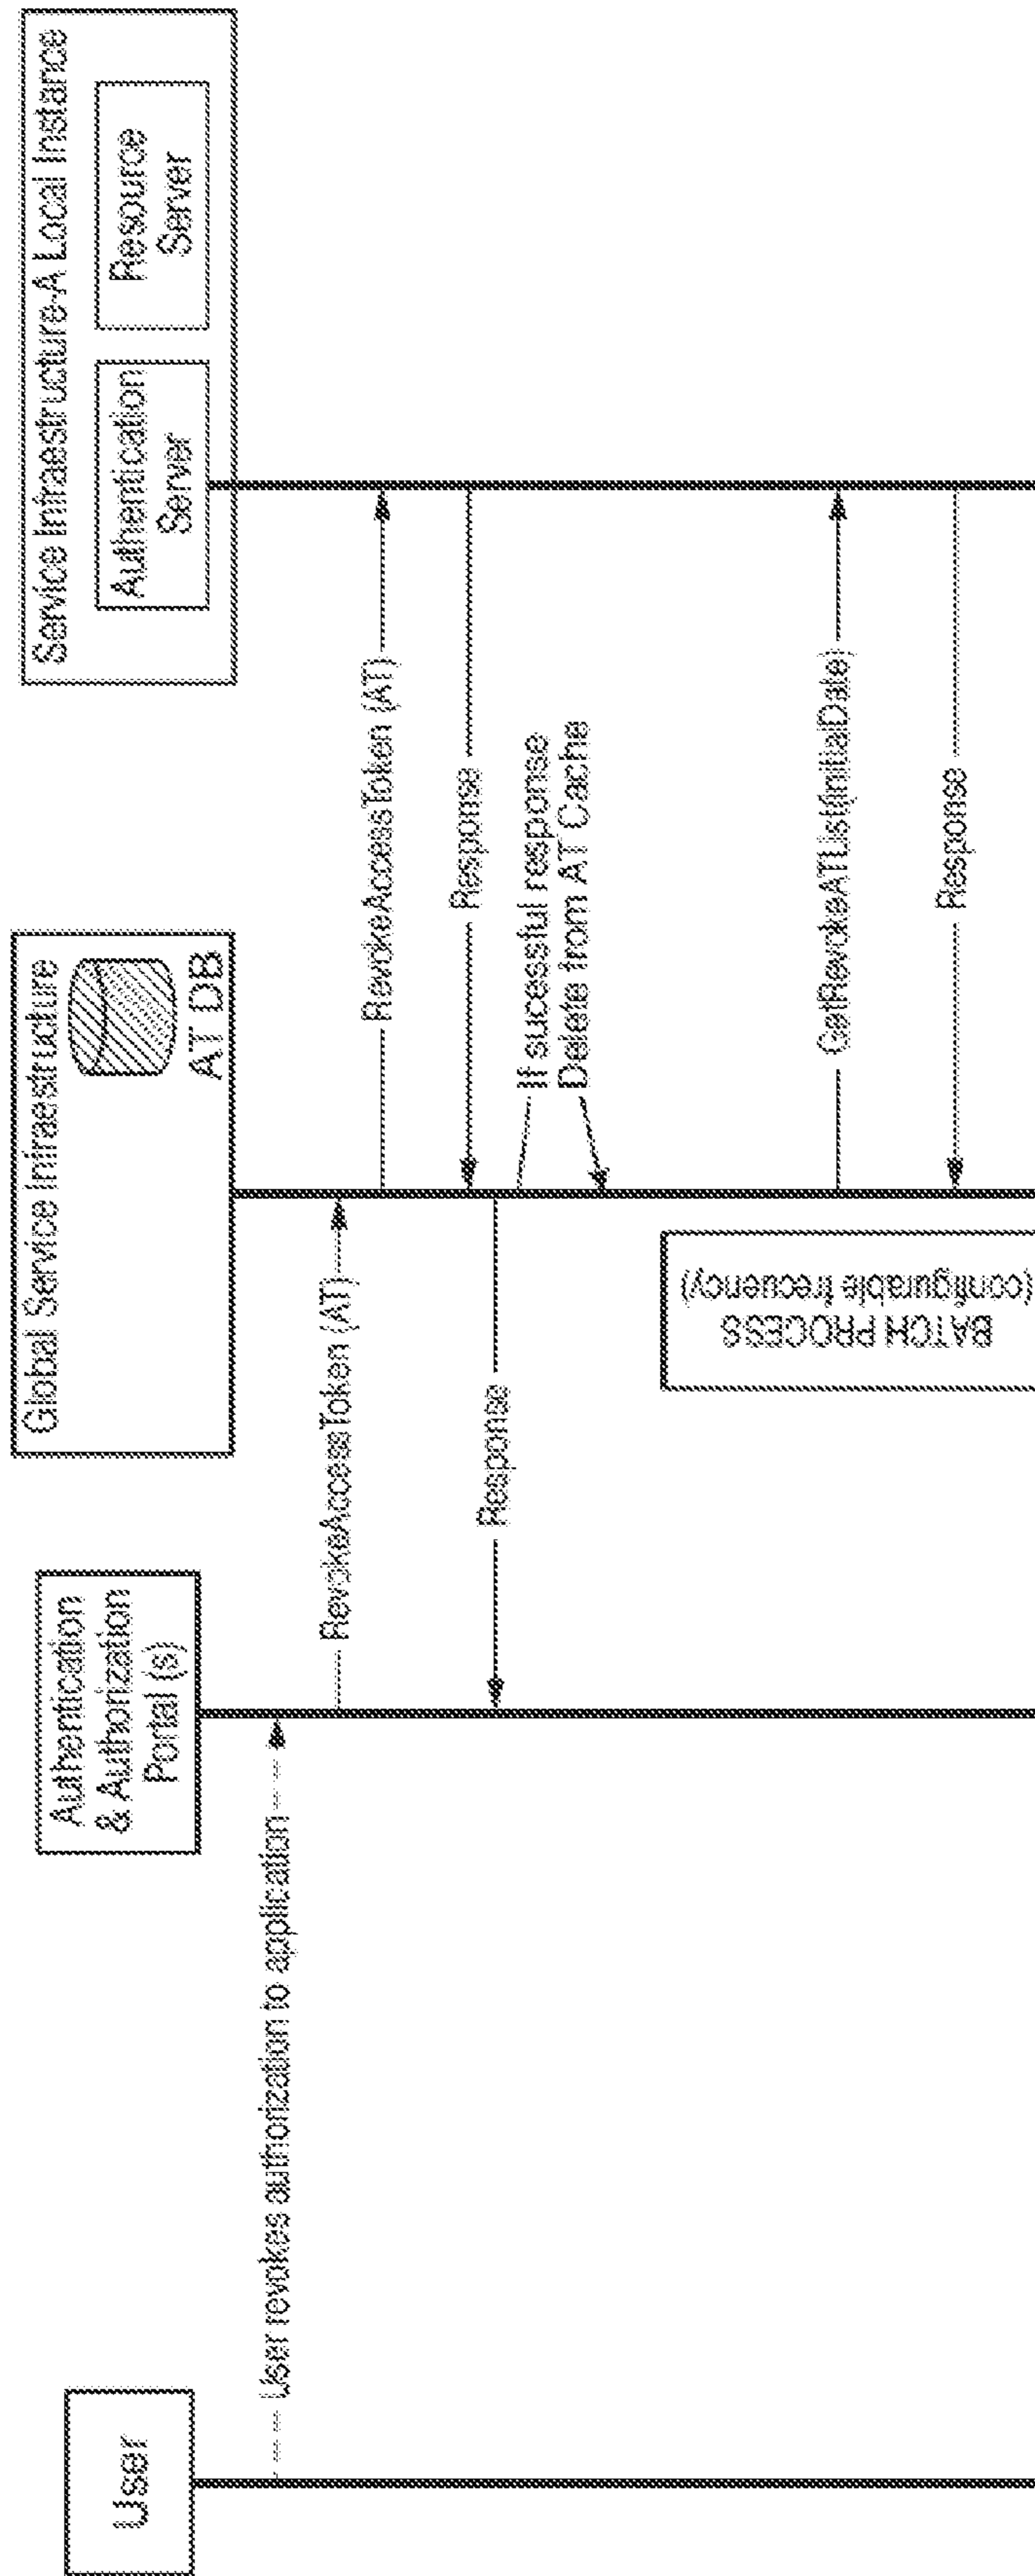 User
Authentication
& Authorization
Portal (s)
Global Service Infraestructure
AT DB
Service Infraestructure-A Local Instance
Authentication
Server
Resource
Server
User revokes authorization to application
RevokeAccessToken (AT)
RevokeAccessToken (AT)
Response
Response
If sucessful response
Delete from AT Cache
BATCH PROCESS
(configurable frecuency)
GetRevokeATList(InitialDate)
Response